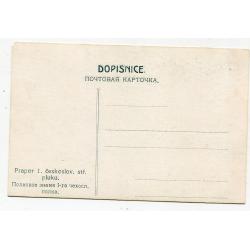 DOPISNICE.
ПОЧТОВАЯ КАРТОЧКА.
Prapor 1. českoslov. stř.
pluku.
Полковое знамя 1-го чехосл.
полка.